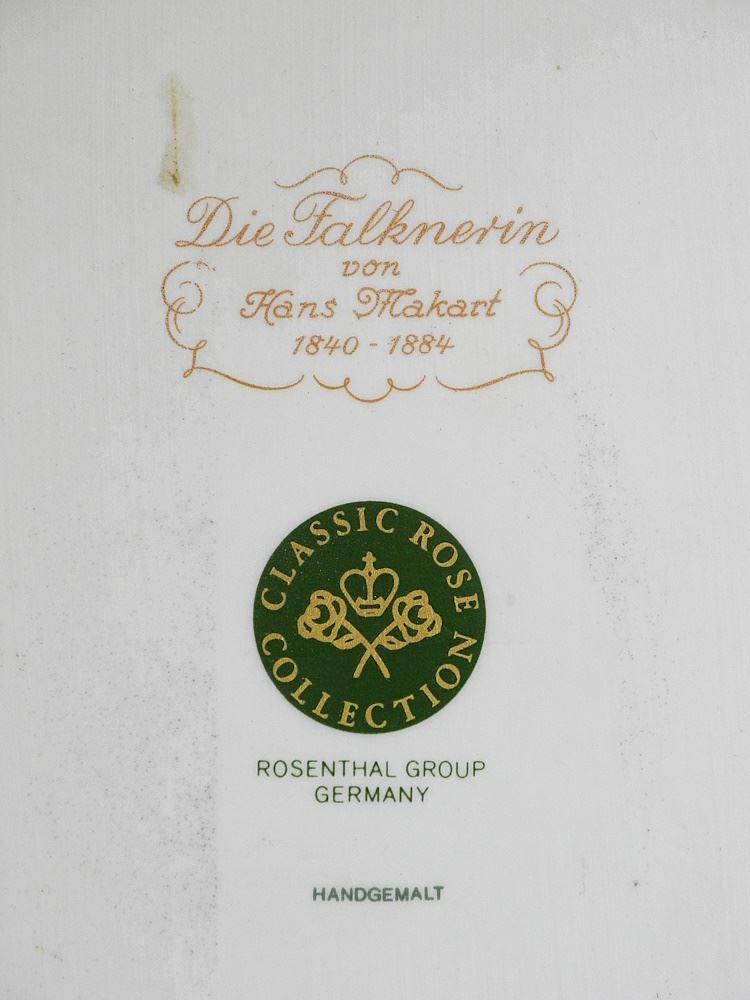 Die Falknerin
von
Hans Makart
1840 - 1884
CLASSIC ROSE
COLLECTION
ROSENTHAL GROUP
GERMANY
HANDGEMALT